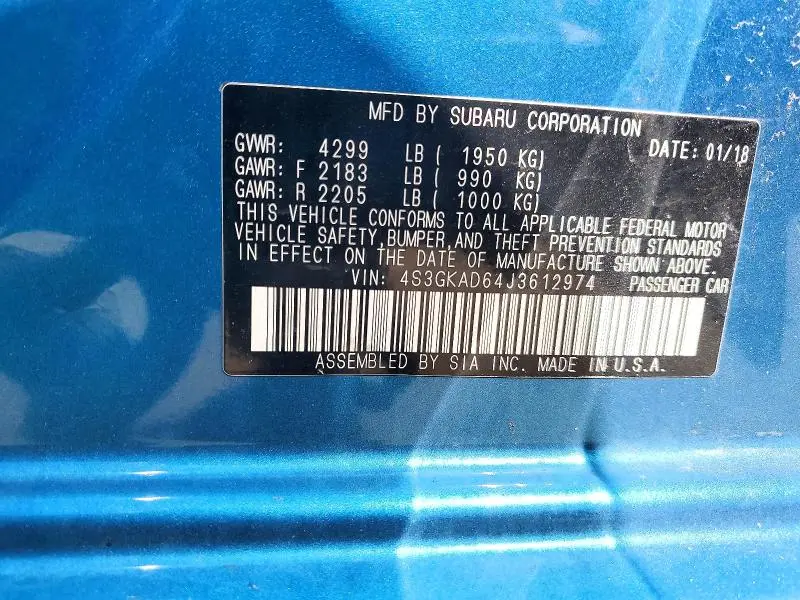 MFD BY SUBARU CORPORATION
GWVR: 4299 LB ( 1950 KG) DATE: 01/18
GAWR: F 2183 LB ( 990 KG)
GAWR: R 2205 LB ( 1000 KG)
THIS VEHICLE CONFORMS TO ALL APPLICABLE FEDERAL MOTOR
VEHICLE SAFETY, BUMPER, AND THEFT PREVENTION STANDARDS
IN EFFECT ON THE DATE OF MANUFACTURE SHOWN ABOVE.
VIN: 4S3GKAD64J3612974 PASSENGER CAR
ASSEMBLED BY SIA INC. MADE IN U.S.A.